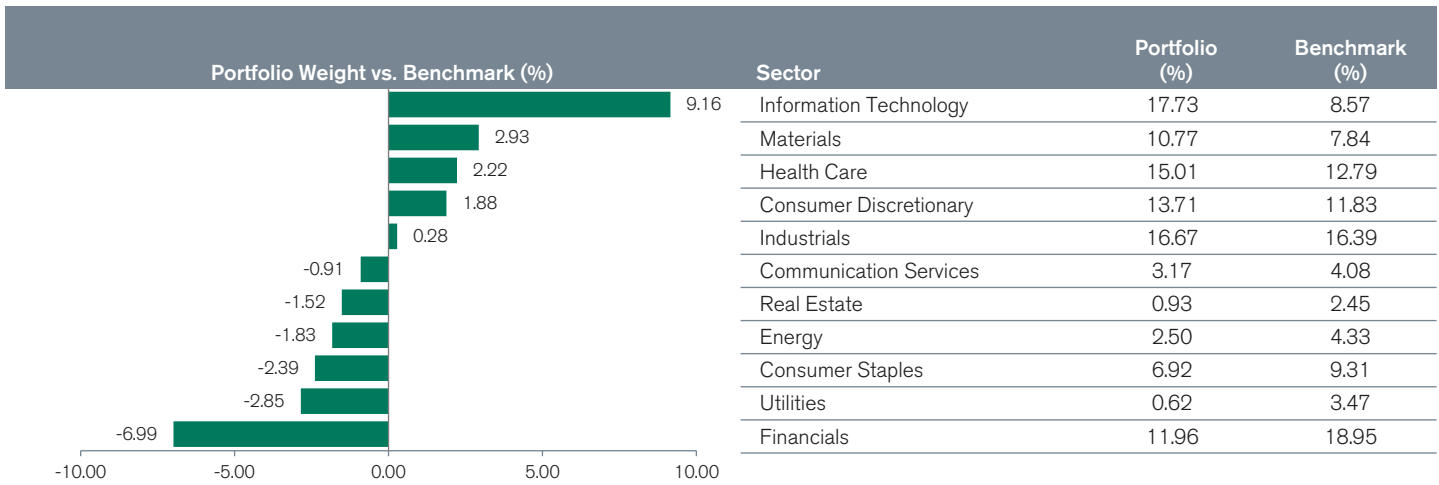 Portfolio Weight vs. Benchmark (%) Sector Portfolio (%) Benchmark (%)
9.16 Information Technology 17.73 8.57
2.93 Materials 10.77 7.84
2.22 Health Care 15.01 12.79
1.88 Consumer Discretionary 13.71 11.83
0.28 Industrials 16.67 16.39
-0.91 Communication Services 3.17 4.08
-1.52 Real Estate 0.93 2.45
-1.83 Energy 2.50 4.33
-2.39 Consumer Staples 6.92 9.31
-2.85 Utilities 0.62 3.47
-6.99 Financials 11.96 18.95
-10.00 -5.00 0.00 5.00 10.00